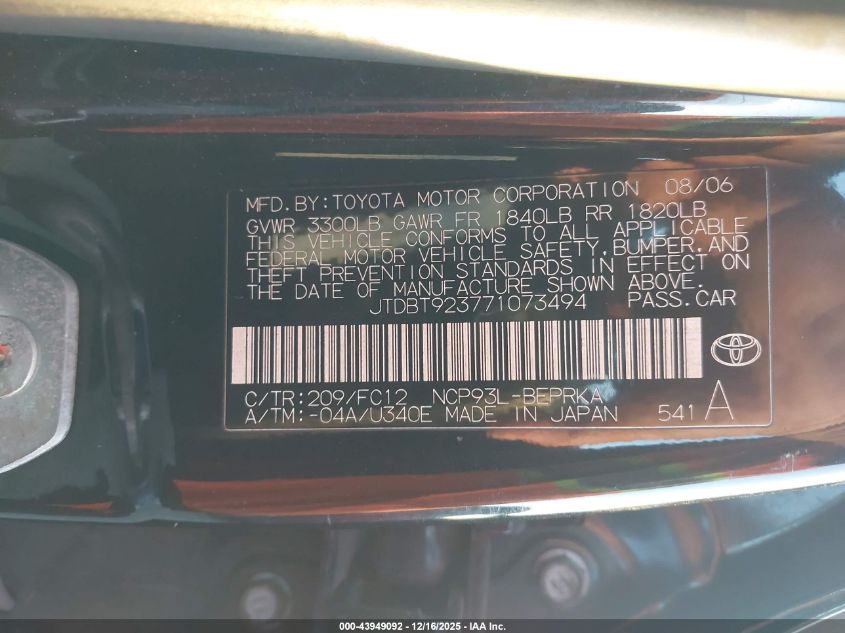 MFD.BY:TOYOTA MOTOR CORPORATION 08/06
GVWR 3300LB GAWR FR 1840LB RR 1820LB
THIS VEHICLE CONFORMS TO ALL APPLICABLE
FEDERAL MOTOR VEHICLE SAFETY,BUMPER,AND
THEFT PREVENTION STANDARDS IN EFFECT ON
THE DATE OF MANUFACTURE SHOWN ABOVE.
JTDBT923771073494 PASS.CAR
C/TR:209/FC12 NCP93L-BEPRKA
A/TM:-04A/U340E MADE IN JAPAN 541 A
000-43949092 - 12/16/2025 - IAA Inc.